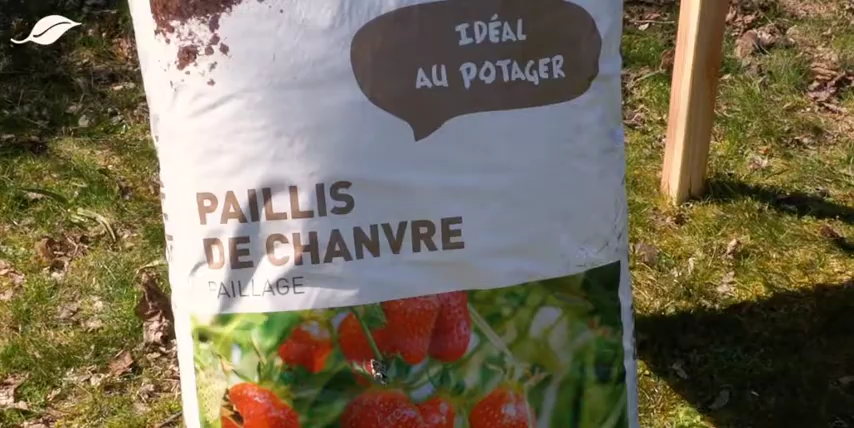 IDÉAL
AU POTAGER
PAILLIS
DE CHANVRE
PAILLAGE